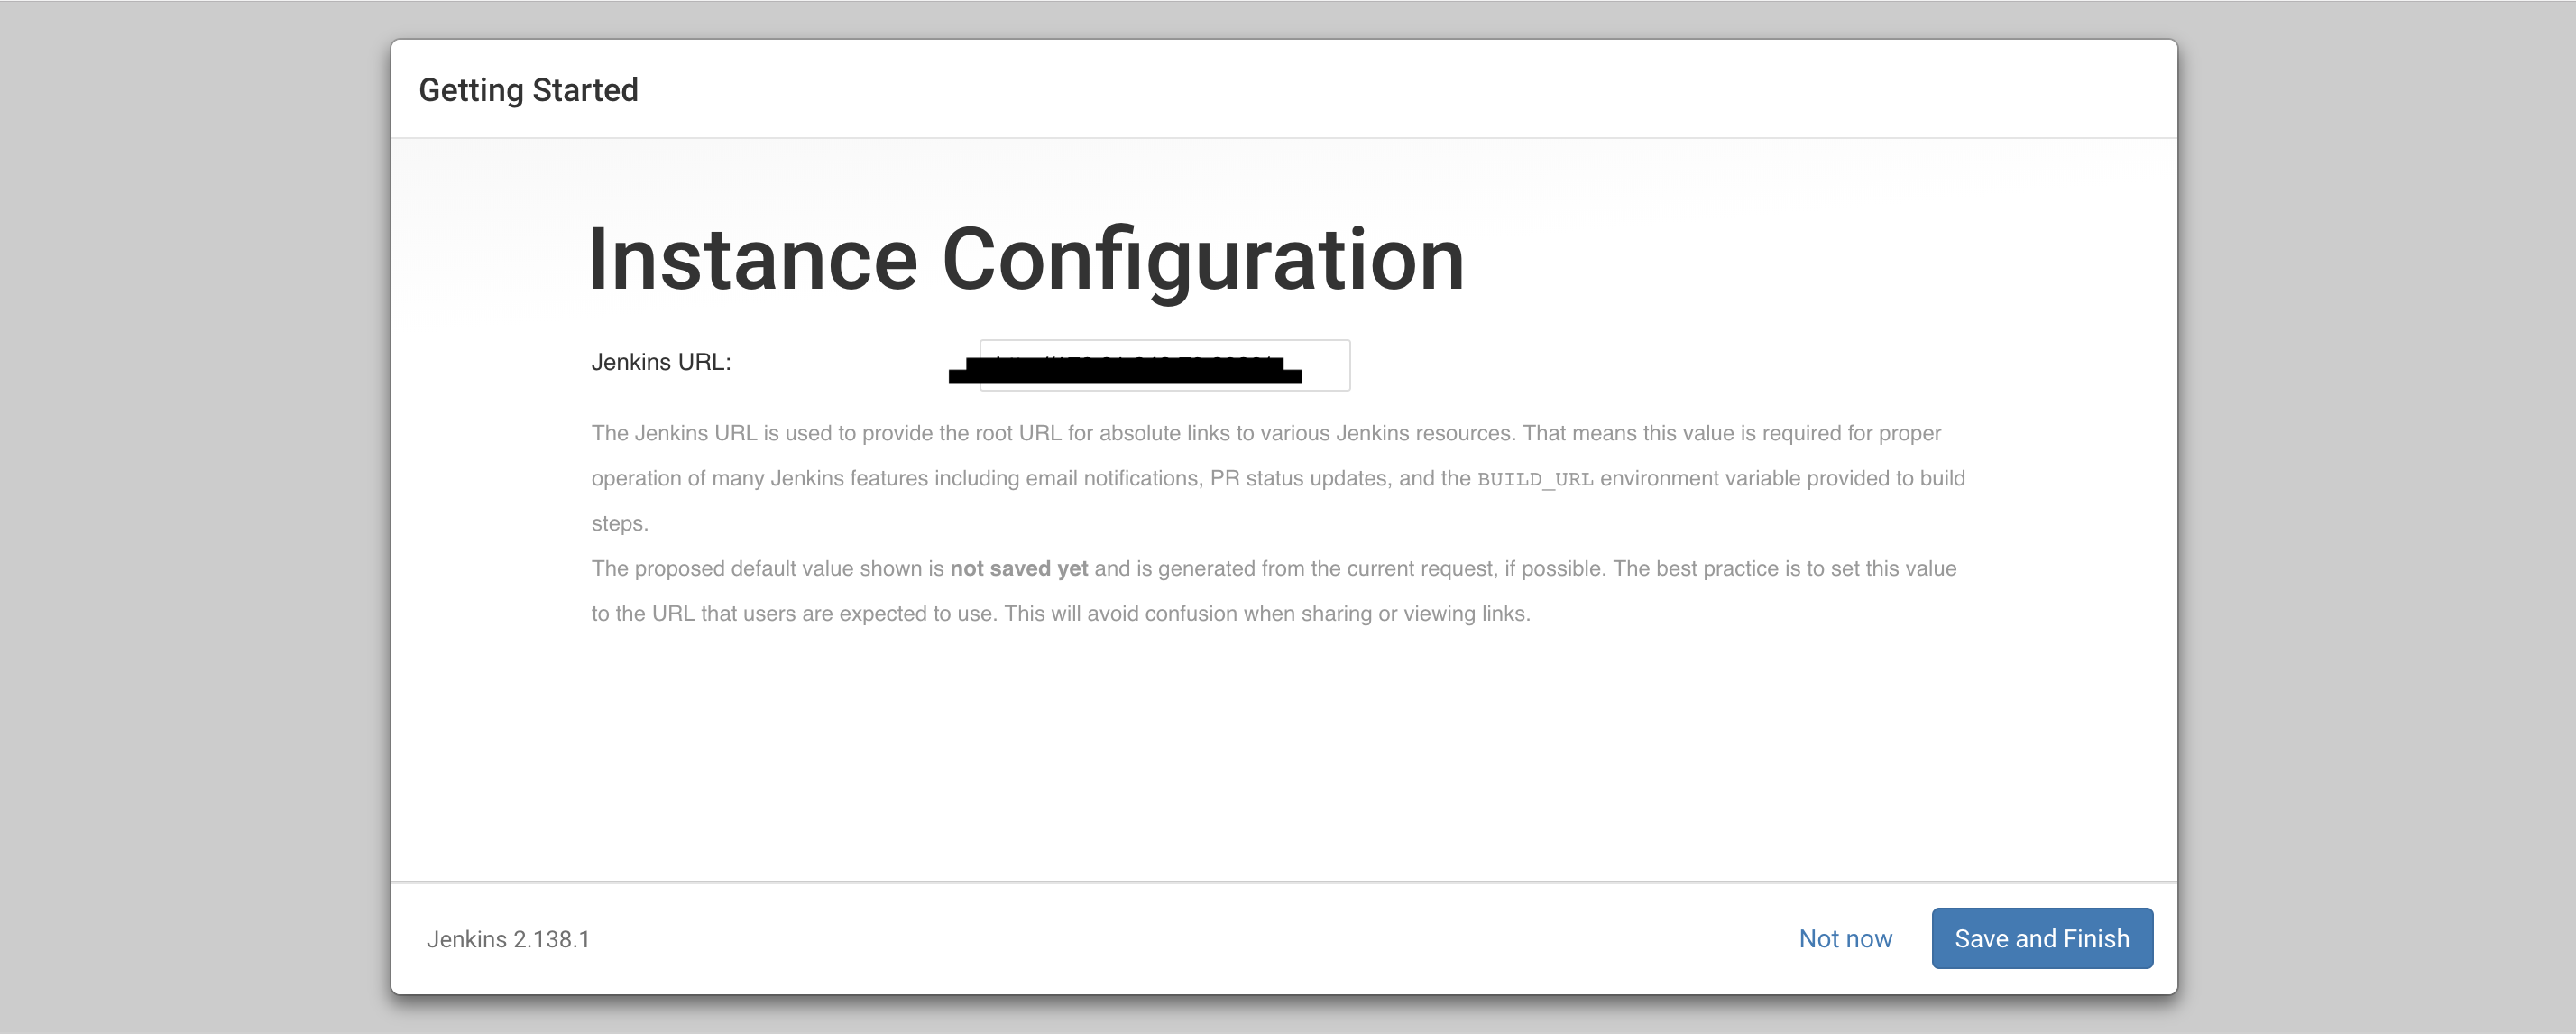 Getting Started
Instance Configuration
Jenkins URL:
The Jenkins URL is used to provide the root URL for absolute links to various Jenkins resources. That means this value is required for proper
operation of many Jenkins features including email notifications, PR status updates, and the BUILD_URL environment variable provided to build
steps.
The proposed default value shown is not saved yet and is generated from the current request, if possible. The best practice is to set this value
to the URL that users are expected to use. This will avoid confusion when sharing or viewing links.
Jenkins 2.138.1
Not now
Save and Finish